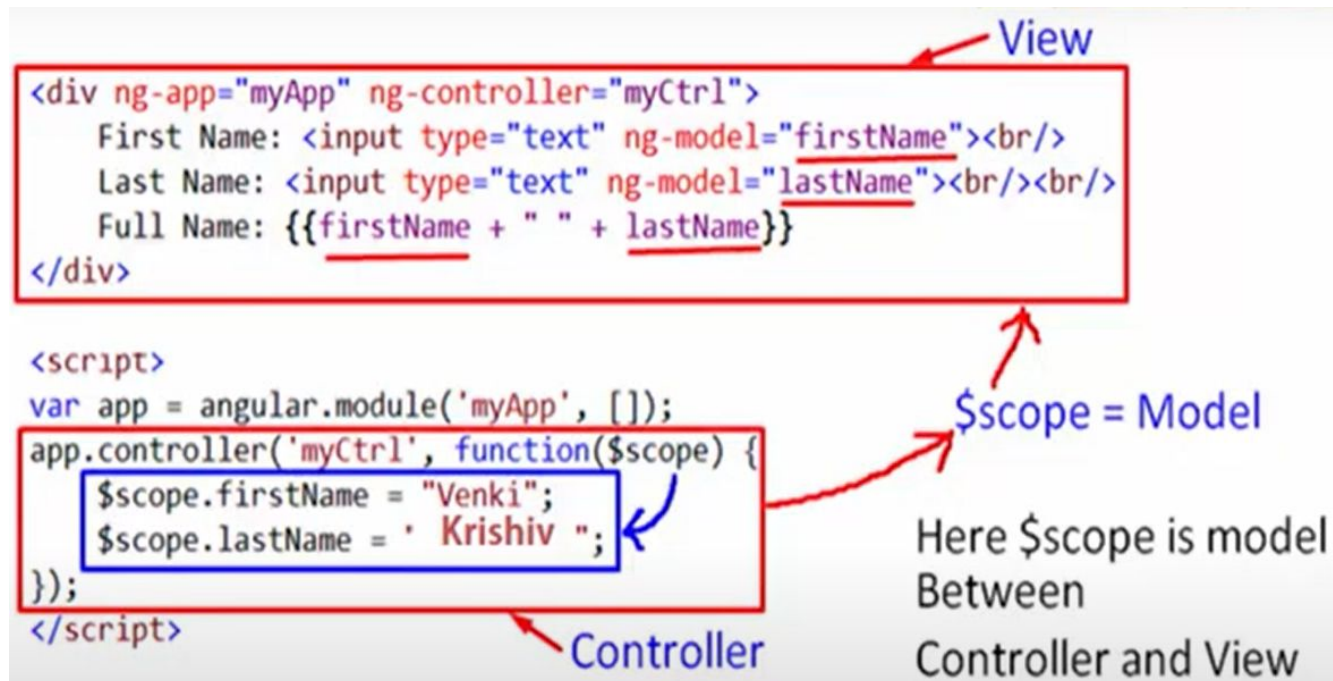 View
<div ng-app="myApp" ng-controller="myCtrl">
First Name: <input type="text" ng-model="firstName"><br/>
Last Name: <input type="text" ng-model="lastName"><br/><br/>
Full Name: {{firstName + " " + lastName}}
</div>
<script>
var app = angular.module('myApp', []);
app.controller('myCtrl', function($scope) {
$scope.firstName = "Venki";
$scope.lastName = ' Krishiv ";
});
</script>
$scope = Model
Here $scope is model
Between
Controller and View
Controller